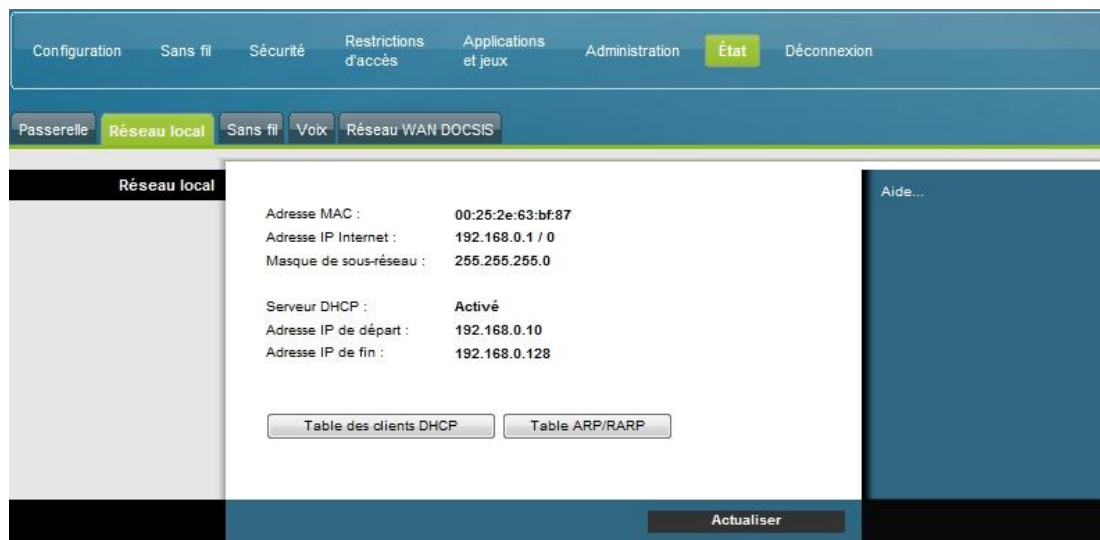 Configuration Sans fil Sécurité Restrictions d'accès Applications et jeux Administration État Déconnexion
Passerelle Réseau local Sans fil Voix Réseau WAN DOCSIS
Réseau local
Aide...
Adresse MAC : 00:25:2e:63:bf:87
Adresse IP Internet : 192.168.0.1 / 0
Masque de sous-réseau : 255.255.255.0
Serveur DHCP : Activé
Adresse IP de départ : 192.168.0.10
Adresse IP de fin : 192.168.0.128
Table des clients DHCP Table ARP/RARP
Actualiser